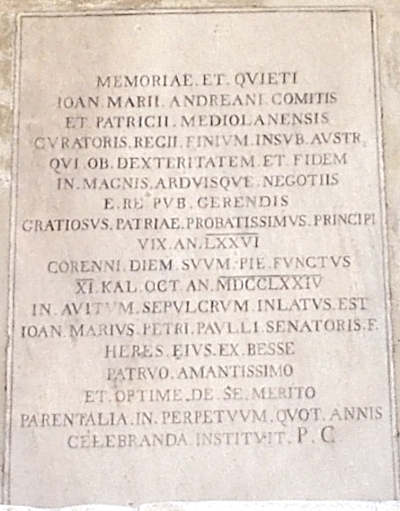 MEMORIAE.ET.QVIETI
IOAN.MARII.ANDREANI.COMITIS
ET.PATRICII.MEDIOLANENSIS
CVRATORIS.REGII.FINIVM.INSVB.AVSTR.
QVI.OB.DEXTERITATEM.ET.FIDEM
IN.MAGNIS.ARDVISQVE.NEGOTIIS
E.RE.PVB.GERENDIS
GRATIOSVS.PATRIAE.PROBATISSIMVS.PRINCIPI
VIX.AN.LXXVI
CORENNI.DIEM.SVVM.PIE.FVNCTVS
XI.KAL.OCT.AN.MDCCLXXIV
IN.AVITVM.SEPVLCRVM.INLATVS.EST
IOAN.MARIVS.PETRI.PAVLLI.SENATORIS.F.
HERES.EIVS.EX.BESSE
PATRVO.AMANTISSIMO
ET.OPTIME.DE.SE.MERITO
PARENTALIA.IN.PERPETVVM.QVOT.ANNIS
CELEBRANDA.INSTITVIT.P.C